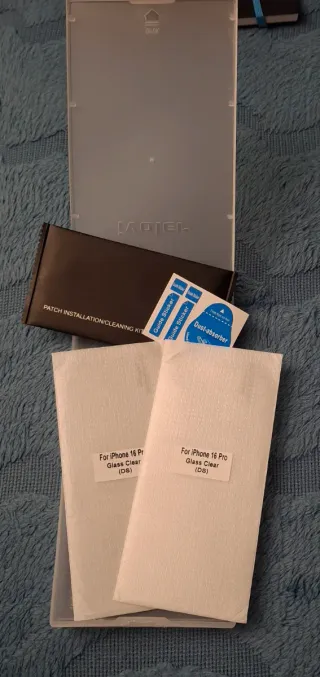 PATCH INSTALLATION/CLEANING KIT
Guide Sticker
Guide Sticker
Dust-absorber
For iPhone 16 Pro
Glass Clear
(DS)
For iPhone 16 Pro
Glass Clear
(DS)